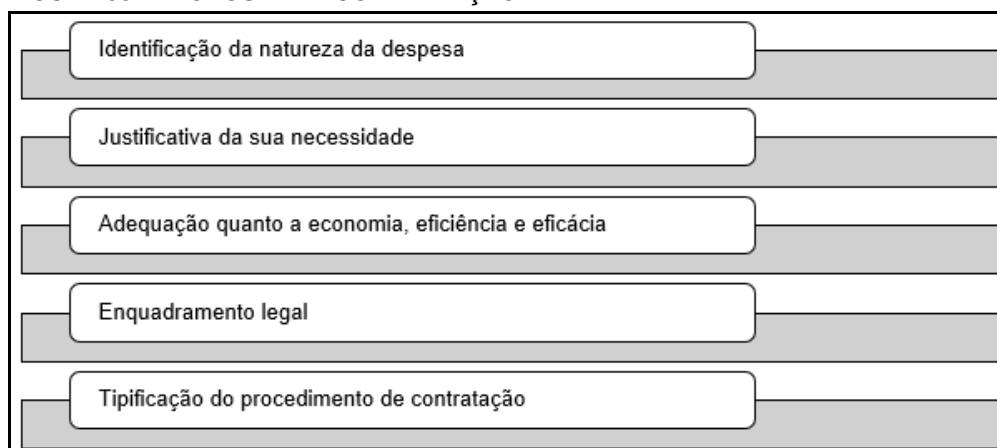 Identificação da natureza da despesa
Justificativa da sua necessidade
Adequação quanto a economia, eficiência e eficácia
Enquadramento legal
Tipificação do procedimento de contratação